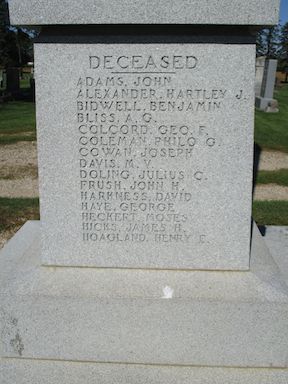 DECEASED
ADAMS, JOHN
ALEXANDER, HARTLEY J.
BIDWELL, BENJAMIN
BLISS, A. G.
COLCORD, GEO. F.
COLEMAN, PHILO G.
COWAN, JOSEPH
DAVIS, M. V.
DOLING, JULIUS C.
FRUSH, JOHN H.
HARKNESS, DAVID
HAYE, GEORGE
HECKERT, MOSES
HICKS, JAMES H.
HOAGLAND, HENRY C.